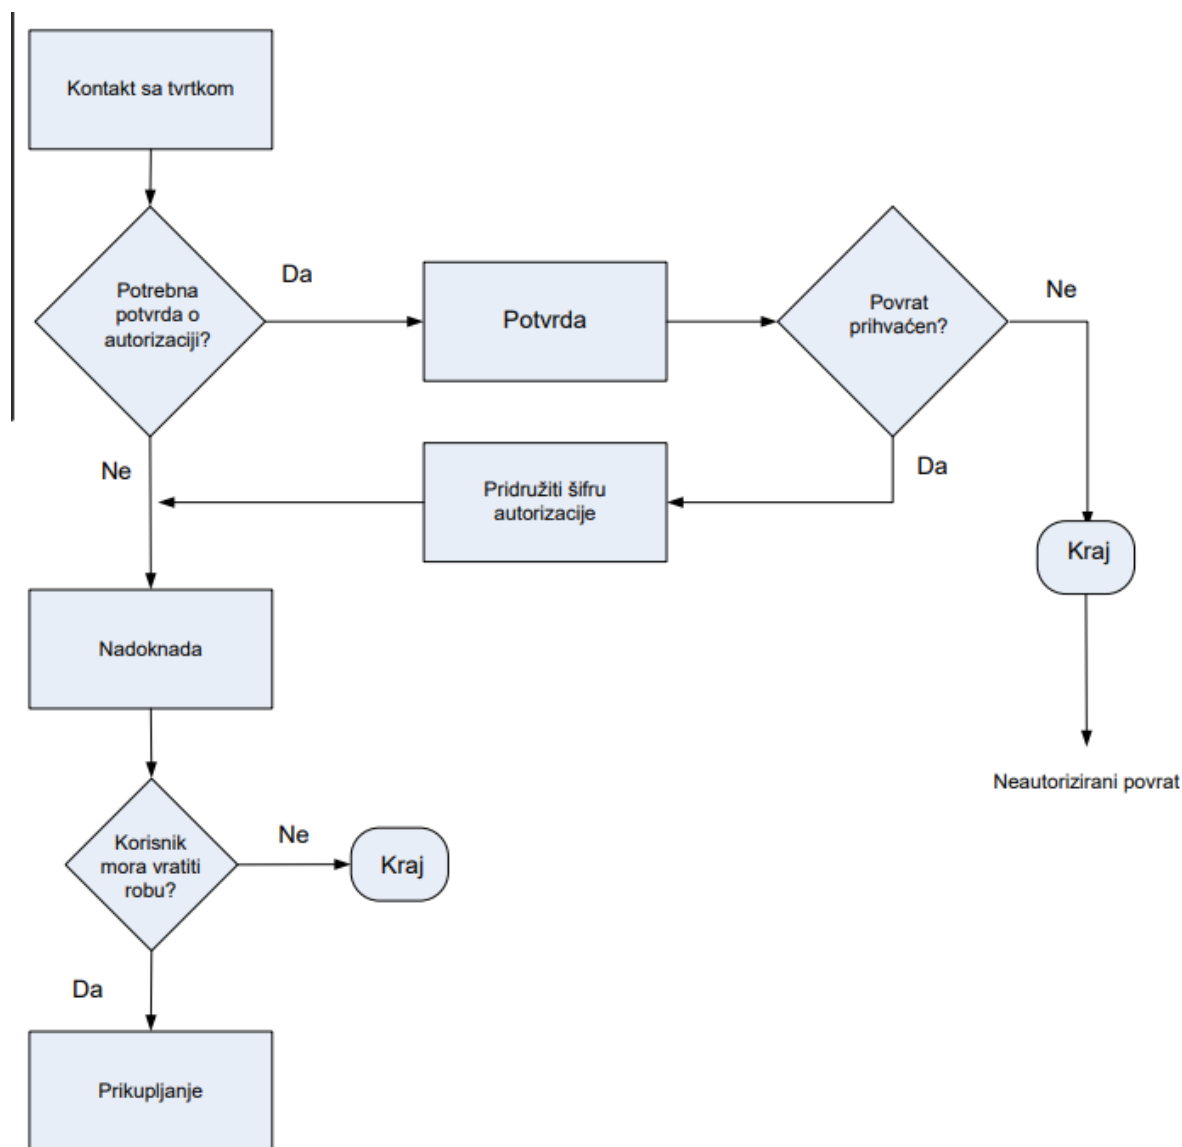 Kontakt sa tvrtkom
Potrebna
potvrda o
autorizaciji?
Da
Potvrda
Povrat
prihvaćen?
Ne
Ne
Pridružiti šifru
autorizacije
Da
Kraj
Nadoknada
Neautorizirani povrat
Korisnik
mora vratiti
robu?
Ne
Kraj
Da
Prikupljanje